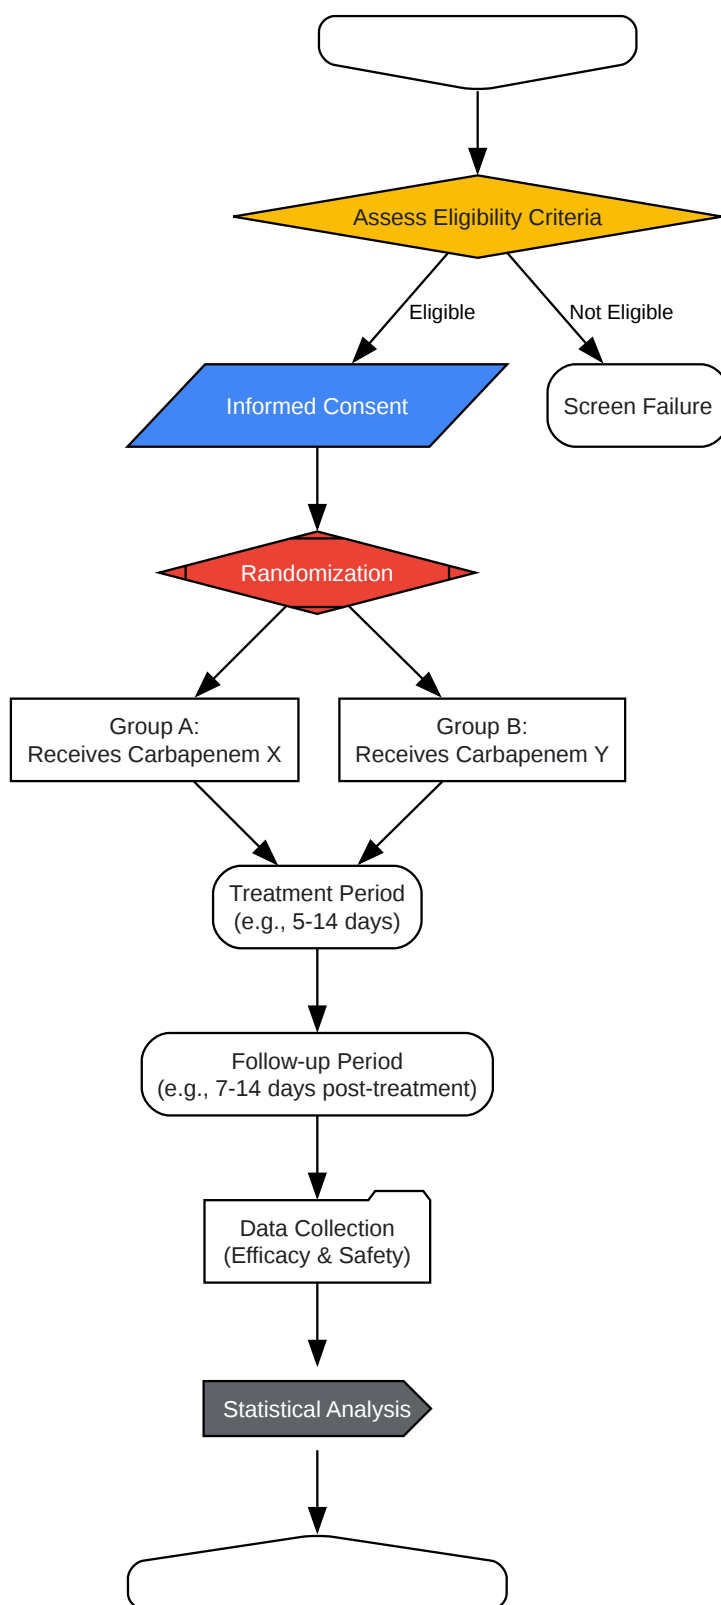 Assess Eligibility Criteria
Eligible
Not Eligible
Informed Consent
Screen Failure
Randomization
Group A:
Receives Carbapenem X
Group B:
Receives Carbapenem Y
Treatment Period
(e.g., 5-14 days)
Follow-up Period
(e.g., 7-14 days post-treatment)
Data Collection
(Efficacy & Safety)
Statistical Analysis